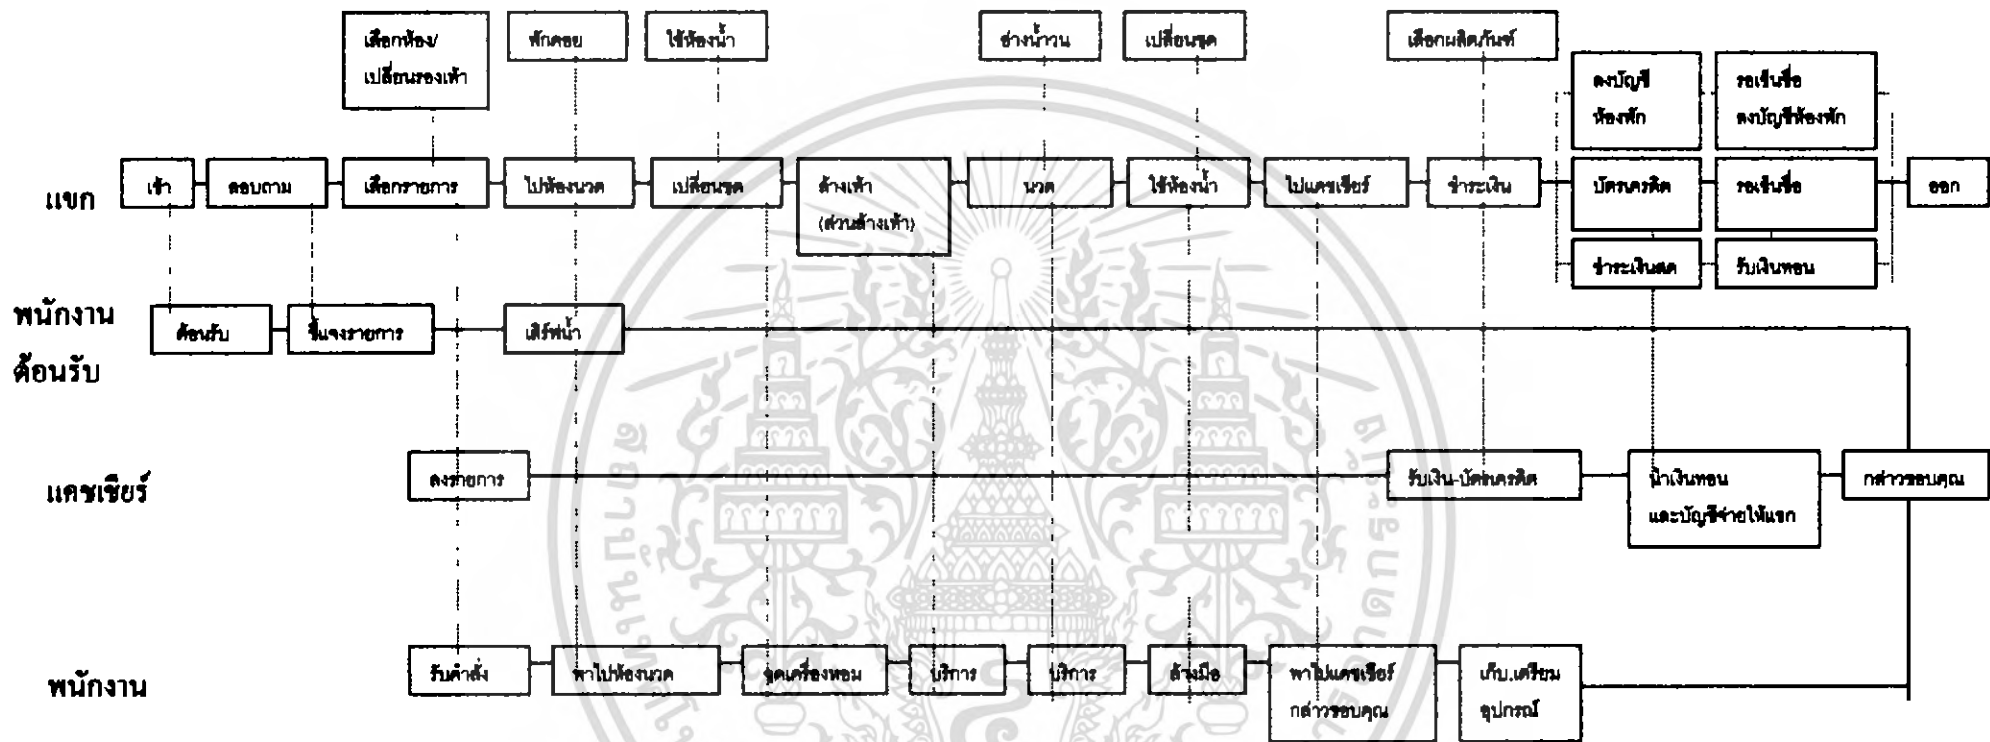 เลือกห้อง/
เปลี่ยนรองเท้า
พักคอย
ใช้ห้องน้ำ
อ่างน้ำวน
เปลี่ยนชุด
เลือกผลิตภัณฑ์
ลงบัญชี
ห้องพัก
รอเซ็นชื่อ
ลงบัญชีห้องพัก
แขก
เข้า
สอบถาม
เลือกรายการ
ไปห้องนวด
เปลี่ยนชุด
ล้างเท้า
(ส่วนล้างเท้า)
นวด
ใช้ห้องน้ำ
ไปแคชเชียร์
ชำระเงิน
บัตรเครดิต
รอเซ็นชื่อ
ออก
ชำระเงินสด
รับเงินทอน
พนักงาน
ต้อนรับ
ต้อนรับ
ชี้แจงรายการ
เสิร์ฟน้ำ
แคชเชียร์
ลงรายการ
รับเงิน-บัตรเครดิต
นำเงินทอน
และบัญชีจ่ายให้แขก
กล่าวขอบคุณ
พนักงาน
รับคำสั่ง
พาไปห้องนวด
จุดเครื่องหอม
บริการ
บริการ
ล้างมือ
พาไปแคชเชียร์
กล่าวขอบคุณ
เก็บ,เตรียม
อุปกรณ์